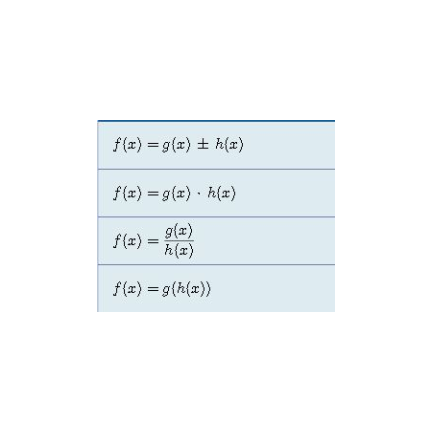 f(x) = g(x) ± h(x)
f(x) = g(x) · h(x)
f(x) = g(x)/h(x)
f(x) = g(h(x))